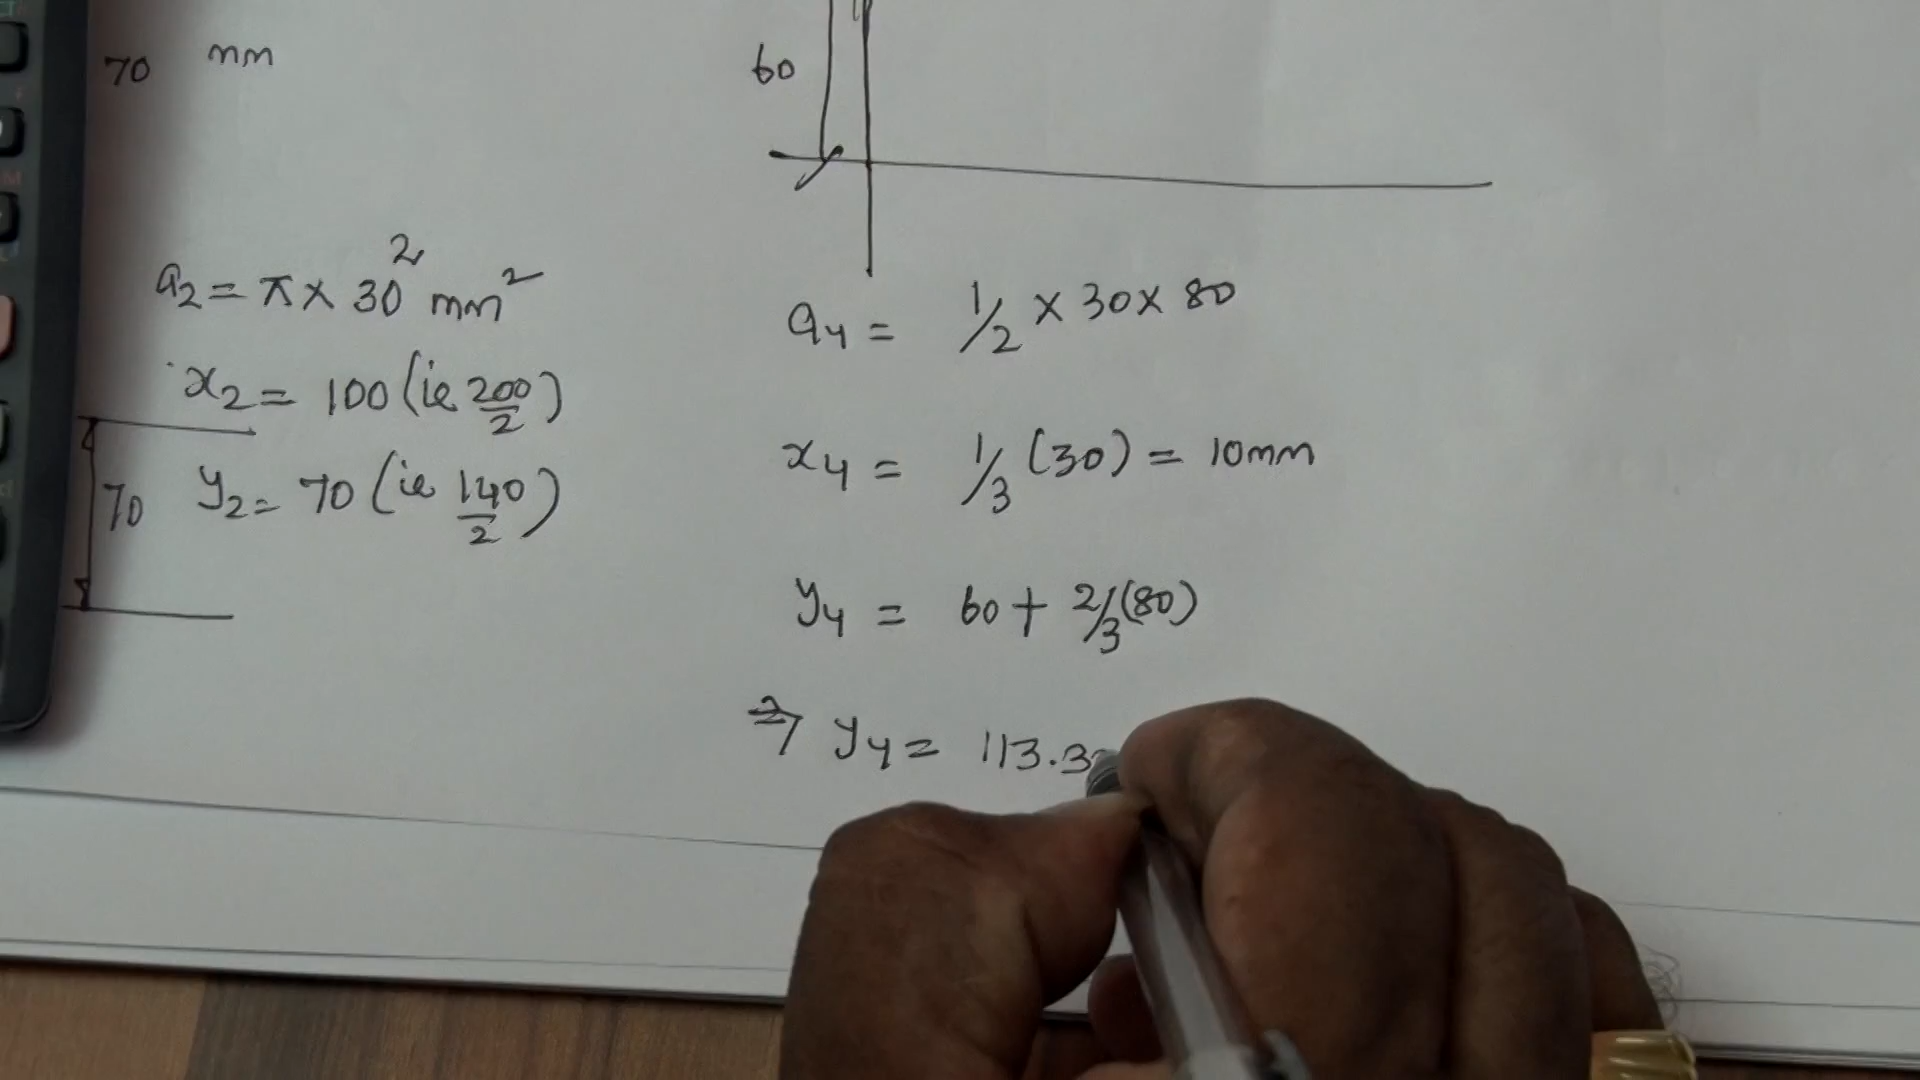 70 mm
60
a2 = π × 30² mm²
x2 = 100 (ie 200/2)
70 y2 = 70 (ie 140/2)
a4 = 1/2 × 30 × 80
x4 = 1/3 (30) = 10mm
y4 = 60 + 2/3 (80)
⇒ y4 = 113.3